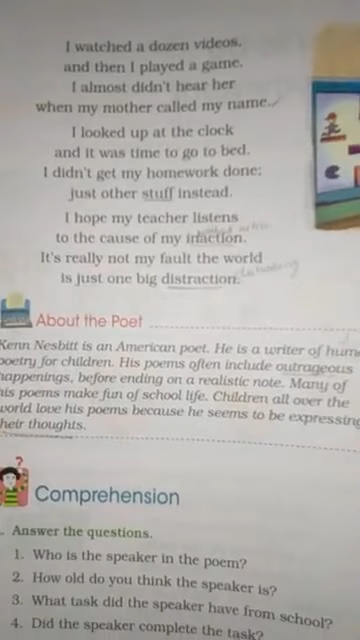 I watched a dozen videos,
and then I played a game.
I almost didn't hear her
when my mother called my name.
I looked up at the clock
and it was time to go to bed.
I didn't get my homework done;
just other stuff instead.
I hope my teacher listens
to the cause of my inaction.
It's really not my fault the world
is just one big distraction.
About the Poet
Kenn Nesbitt is an American poet. He is a writer of
poetry for children. His poems often include outrageous
happenings, before ending on a realistic note. Many of
his poems make fun of school life. Children all over the
world love his poems because he seems to be expressing
their thoughts.
?
Comprehension
Answer the questions.
1. Who is the speaker in the poem?
2. How old do you think the speaker is?
3. What task did the speaker have from school?
4. Did the speaker complete the task?